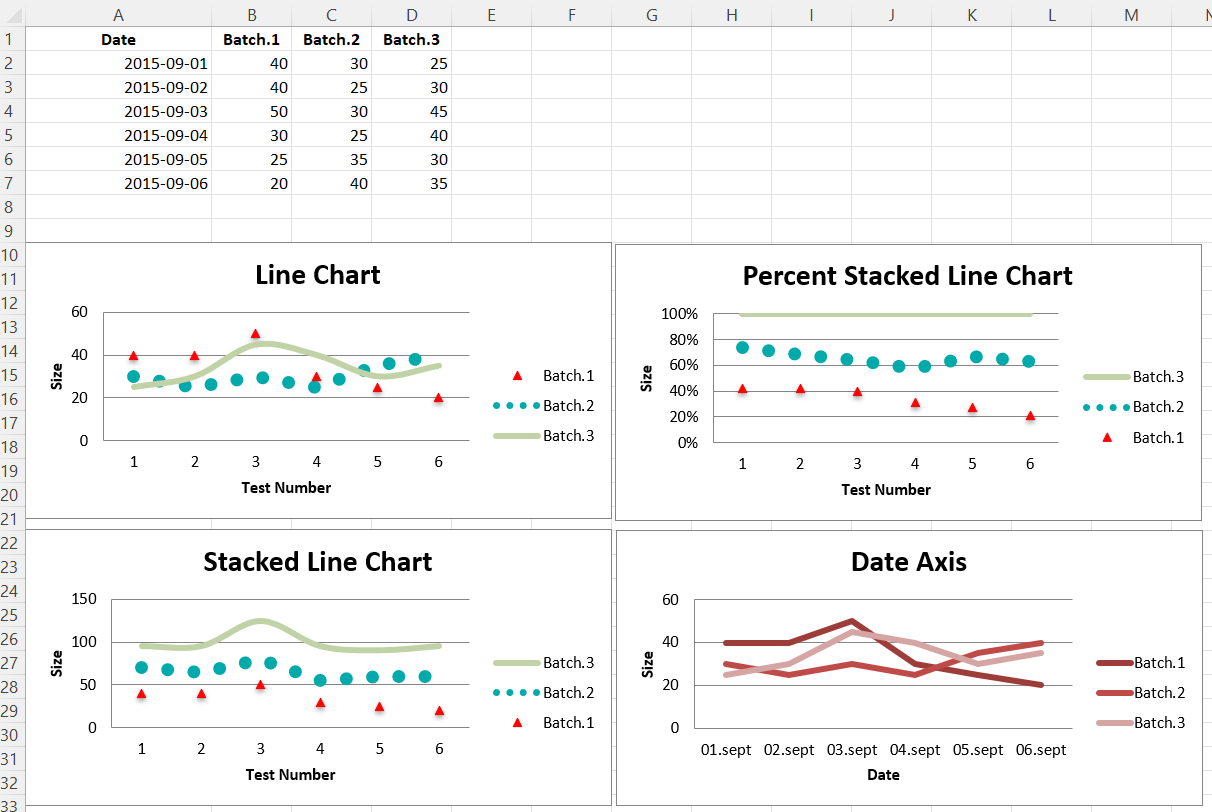 A B C D E F G H I J K L M N
1 Date Batch.1 Batch.2 Batch.3
2 2015-09-01 40 30 25
3 2015-09-02 40 25 30
4 2015-09-03 50 30 45
5 2015-09-04 30 25 40
6 2015-09-05 25 35 30
7 2015-09-06 20 40 35
8
9
10
11
12
13
14
15
16
17
18
19
20
21
22
23
24
25
26
27
28
29
30
31
32
33
Line Chart
60
40
20
0
Size
1 2 3 4 5 6
Test Number
Batch.1
Batch.2
Batch.3
Percent Stacked Line Chart
100%
80%
60%
40%
20%
0%
Size
1 2 3 4 5 6
Test Number
Batch.3
Batch.2
Batch.1
Stacked Line Chart
150
100
50
0
Size
1 2 3 4 5 6
Test Number
Batch.3
Batch.2
Batch.1
Date Axis
60
40
20
0
Size
01.sept 02.sept 03.sept 04.sept 05.sept 06.sept
Date
Batch.1
Batch.2
Batch.3